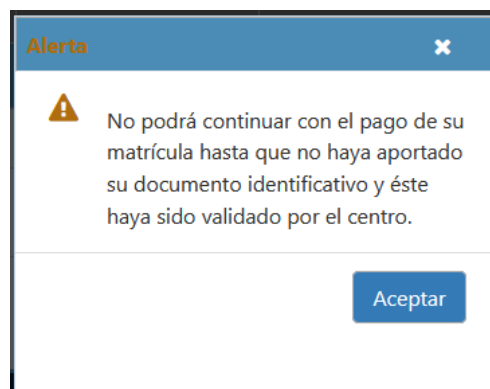 Alerta
No podrá continuar con el pago de su
matrícula hasta que no haya aportado
su documento identificativo y éste
haya sido validado por el centro.
Aceptar